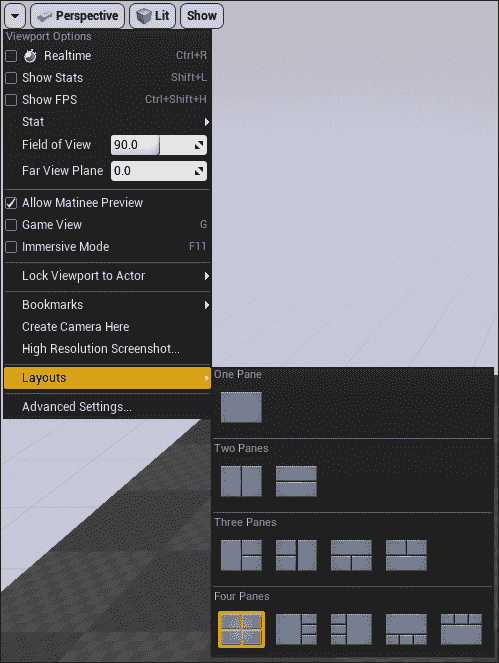 Perspective Lit Show
Viewport Options
Realtime Ctrl+R
Show Stats Shift+L
Show FPS Ctrl+Shift+H
Stat
Field of View 90.0
Far View Plane 0.0
Allow Matinee Preview
Game View G
Immersive Mode F11
Lock Viewport to Actor
Bookmarks
Create Camera Here
High Resolution Screenshot...
Layouts
Advanced Settings...
One Pane
Two Panes
Three Panes
Four Panes